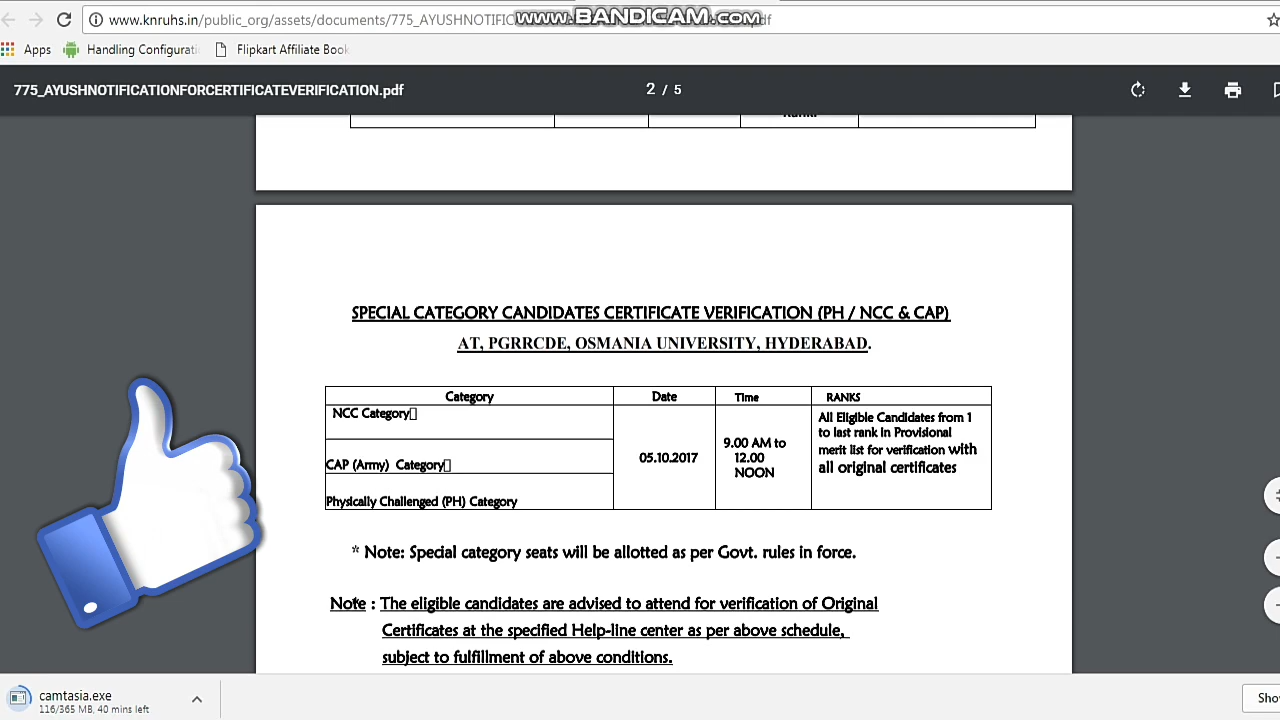 www.knruhs.in/public_org/assets/documents/775_AYUSHNOTIFIC
www.BANDICAM.com
df
Apps
Handling Configurati
Flipkart Affiliate Book
775_AYUSHNOTIFICATIONFORCERTIFICATEVERIFICATION.pdf
2 / 5
SPECIAL CATEGORY CANDIDATES CERTIFICATE VERIFICATION (PH / NCC & CAP)
AT, PGRRCDE, OSMANIA UNIVERSITY, HYDERABAD.
Category Date Time RANKS
NCC Category
CAP (Army) Category
Physically Challenged (PH) Category
05.10.2017
9.00 AM to
12.00
NOON
All Eligible Candidates from 1
to last rank in Provisional
merit list for verification with
all original certificates
* Note: Special category seats will be allotted as per Govt. rules in force.
Note : The eligible candidates are advised to attend for verification of Original
Certificates at the specified Help-line center as per above schedule,
subject to fulfillment of above conditions.
camtasia.exe
116/365 MB, 40 mins left
Sho